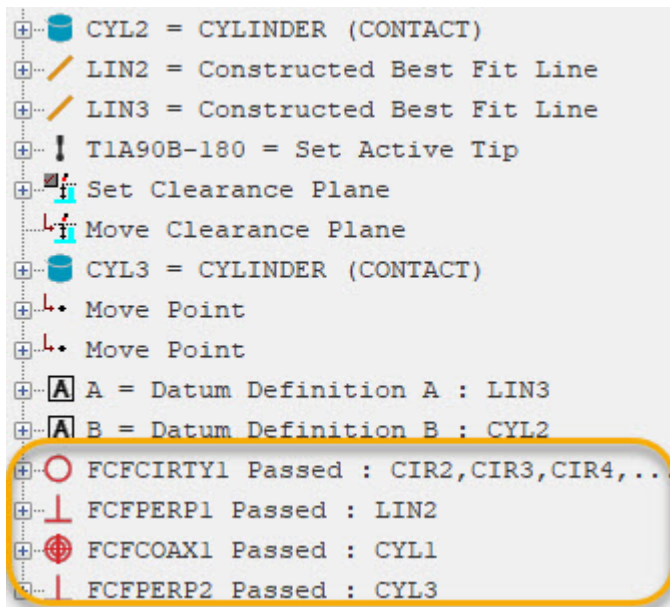 CYL2 = CYLINDER (CONTACT)
LIN2 = Constructed Best Fit Line
LIN3 = Constructed Best Fit Line
T1A90B-180 = Set Active Tip
Set Clearance Plane
Move Clearance Plane
CYL3 = CYLINDER (CONTACT)
Move Point
Move Point
A A = Datum Definition A : LIN3
A B = Datum Definition B : CYL2
FCFCIRTY1 Passed : CIR2,CIR3,CIR4,...
FCFPERP1 Passed : LIN2
FCFCOAX1 Passed : CYL1
FCFPERP2 Passed : CYL3